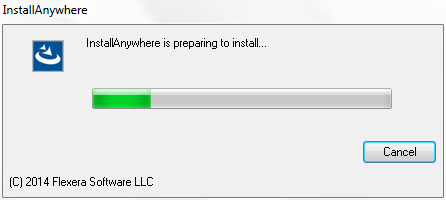 InstallAnywhere
InstallAnywhere is preparing to install...
Cancel
(C) 2014 Flexera Software LLC